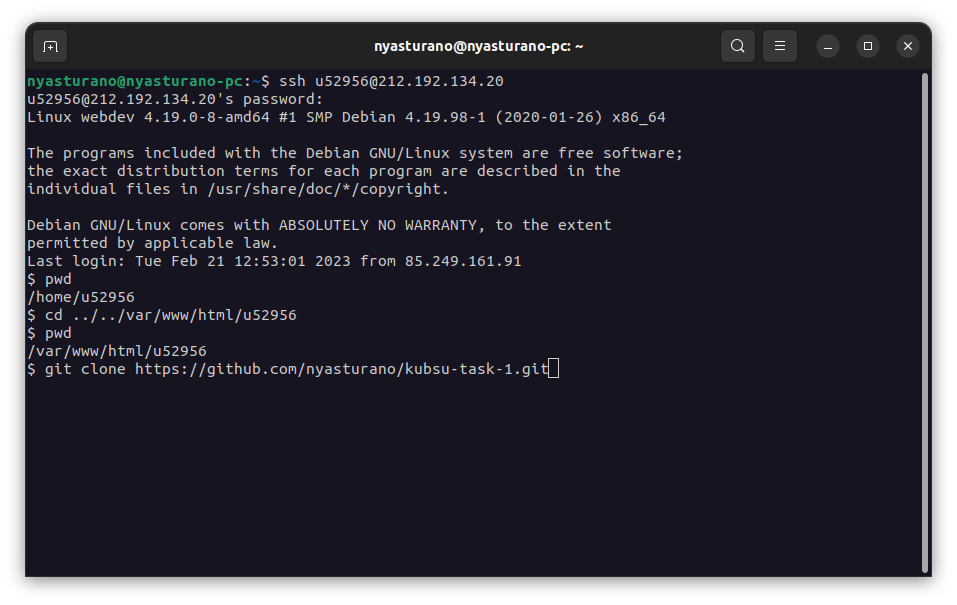 nyasturano@nyasturano-pc: ~
nyasturano@nyasturano-pc:~$ ssh u52956@212.192.134.20
u52956@212.192.134.20's password:
Linux webdev 4.19.0-8-amd64 #1 SMP Debian 4.19.98-1 (2020-01-26) x86_64
The programs included with the Debian GNU/Linux system are free software;
the exact distribution terms for each program are described in the
individual files in /usr/share/doc/*/copyright.
Debian GNU/Linux comes with ABSOLUTELY NO WARRANTY, to the extent
permitted by applicable law.
Last login: Tue Feb 21 12:53:01 2023 from 85.249.161.91
$ pwd
/home/u52956
$ cd ../../var/www/html/u52956
$ pwd
/var/www/html/u52956
$ git clone https://github.com/nyasturano/kubsu-task-1.git